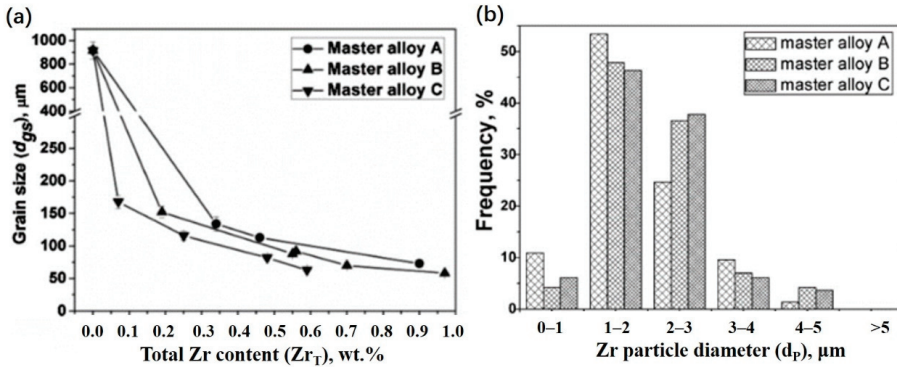 (a)
1000
900
800
400
250
200
150
100
50
0
Grain size (dgs), μm
Master alloy A
Master alloy B
Master alloy C
0.0 0.1 0.2 0.3 0.4 0.5 0.6 0.7 0.8 0.9 1.0
Total Zr content (ZrT), wt.%
(b)
50
40
30
20
10
0
Frequency, %
master alloy A
master alloy B
master alloy C
0–1 1–2 2–3 3–4 4–5 >5
Zr particle diameter (dP), μm